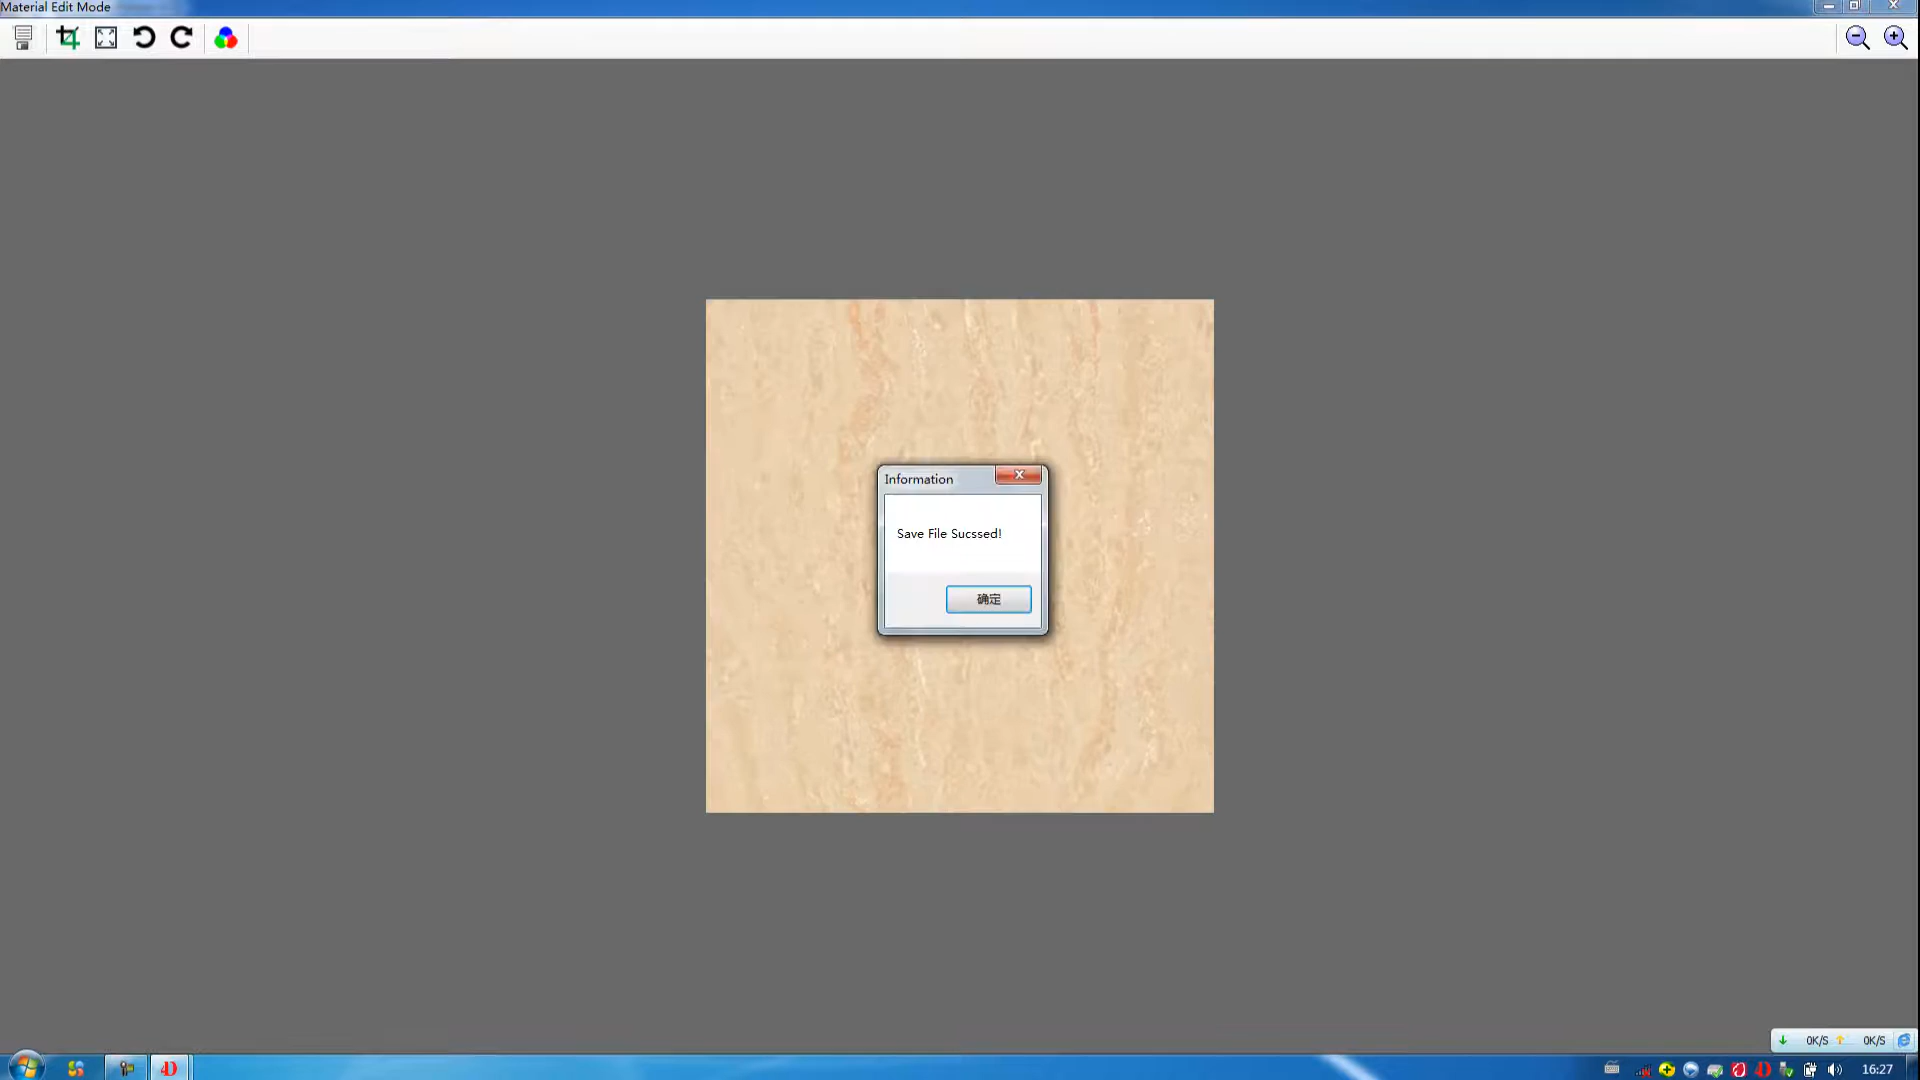 Material Edit Mode
Information
Save File Sucssed!
确定
0K/S
0K/S
16:27